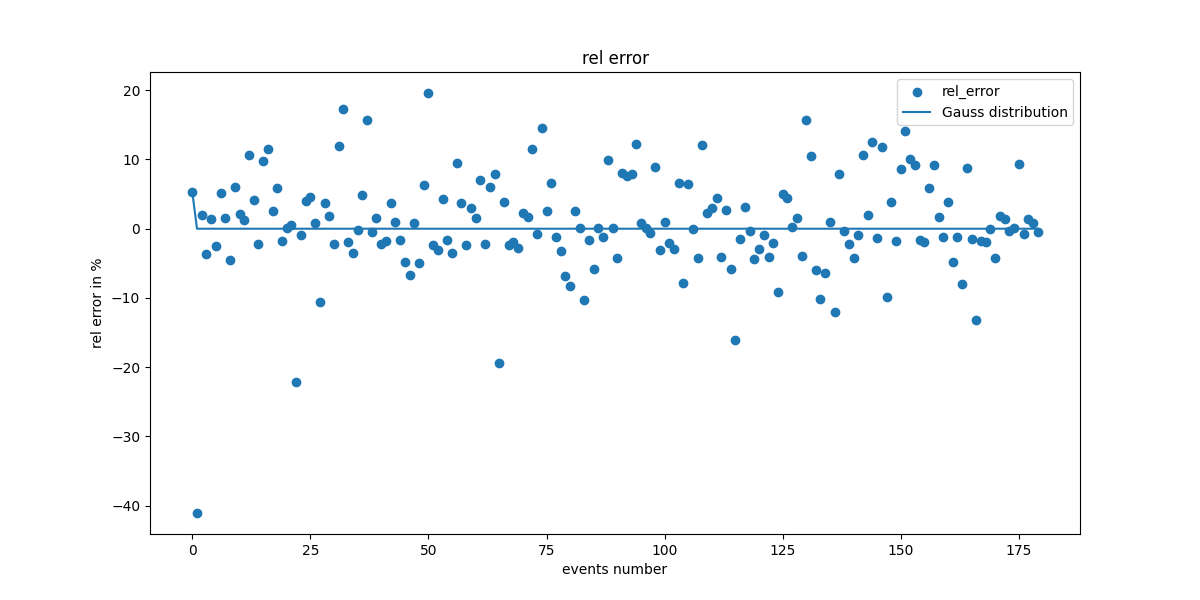 rel error
rel_error
Gauss distribution
rel error in %
20
10
0
−10
−20
−30
−40
0 25 50 75 100 125 150 175
events number